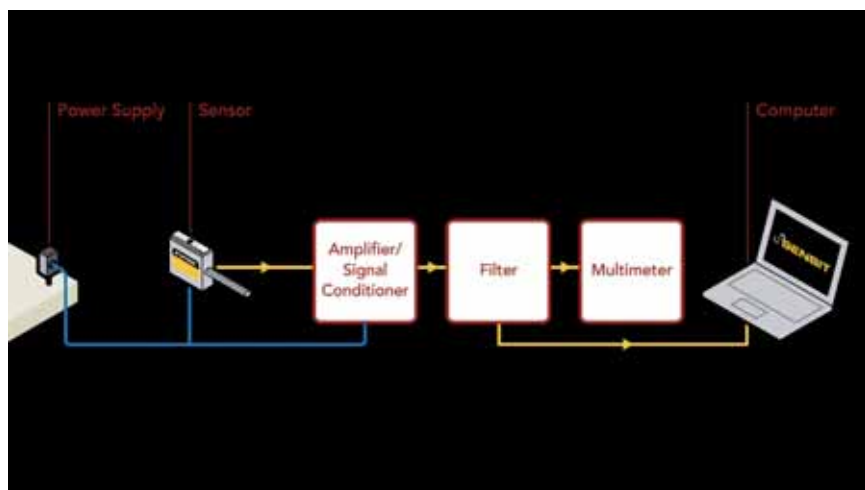 Power Supply
Sensor
Computer
Amplifier/
Signal
Conditioner
Filter
Multimeter